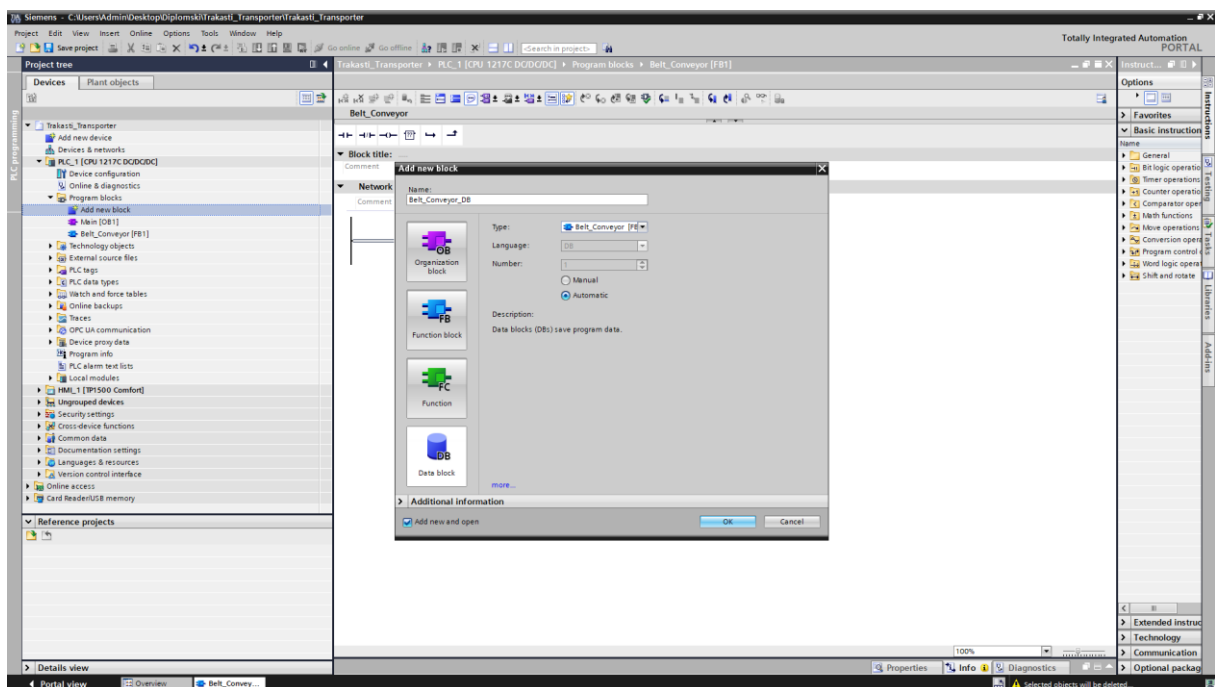 Siemens - C:\Users\Admin\Desktop\Diplomski\Trakasti_Transporter\Trakasti_Transporter
Project Edit View Insert Online Options Tools Window Help
Save project
Go online
Go offline
<Search in project>
Totally Integrated Automation
PORTAL
Project tree
Devices
Plant objects
PLC programming
Trakasti_Transporter
Add new device
Devices & networks
PLC_1 [CPU 1217C DC/DC/DC]
Device configuration
Online & diagnostics
Program blocks
Add new block
Main [OB1]
Belt_Conveyor [FB1]
Technology objects
External source files
PLC tags
PLC data types
Watch and force tables
Online backups
Traces
OPC UA communication
Device proxy data
Program info
PLC alarm text lists
Local modules
HMI_1 [TP1500 Comfort]
Ungrouped devices
Security settings
Cross-device functions
Common data
Documentation settings
Languages & resources
Version control interface
Online access
Card Reader/USB memory
Reference projects
Details view
Trakasti_Transporter ▸ PLC_1 [CPU 1217C DC/DC/DC] ▸ Program blocks ▸ Belt_Conveyor [FB1]
Belt_Conveyor
Block title:
Comment
Network
Comment
Add new block
Name:
Belt_Conveyor_DB
OB
Organization block
FB
Function block
FC
Function
DB
Data block
Type:
Belt_Conveyor [FB
Language:
DB
Number:
1
Manual
Automatic
Description:
Data blocks (DBs) save program data.
more...
Additional information
Add new and open
OK
Cancel
100%
Properties
Info
Diagnostics
Instruct...
Options
Favorites
Basic instruction
Name
General
Bit logic operatio
Timer operations
Counter operatio
Comparator oper
Math functions
Move operations
Conversion opera
Program control
Word logic operat
Shift and rotate
Extended instruc
Technology
Communication
Optional packag
Instructions
Testing
Tasks
Libraries
Add-ins
Portal view
Overview
Belt_Convey...
Selected objects will be deleted.